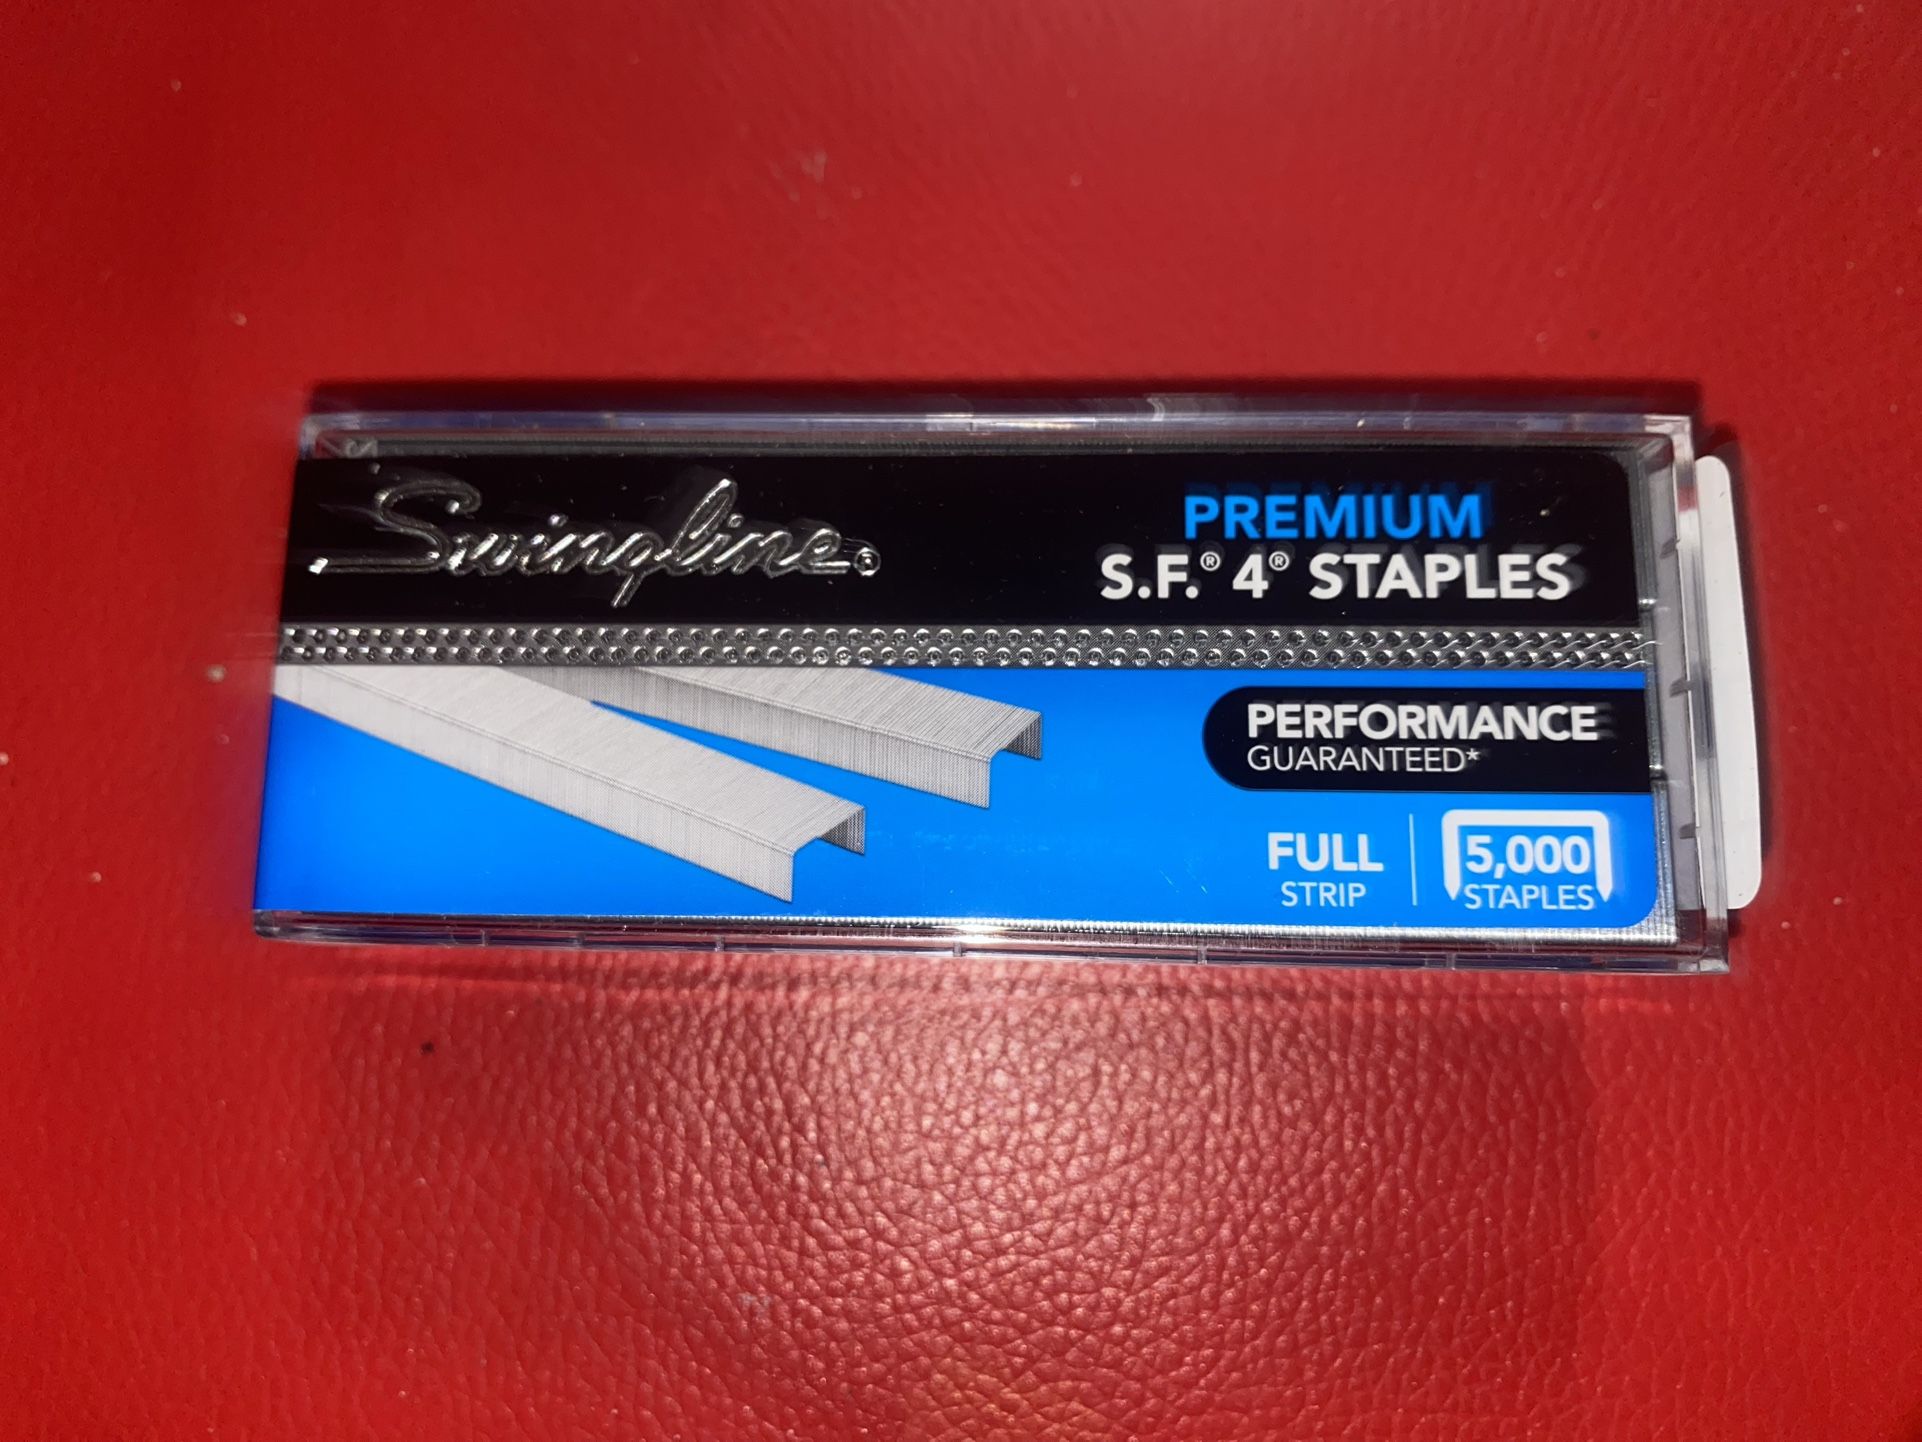 Swingline®
PREMIUM
S.F.® 4® STAPLES
PERFORMANCE
GUARANTEED*
FULL
STRIP
5,000
STAPLES